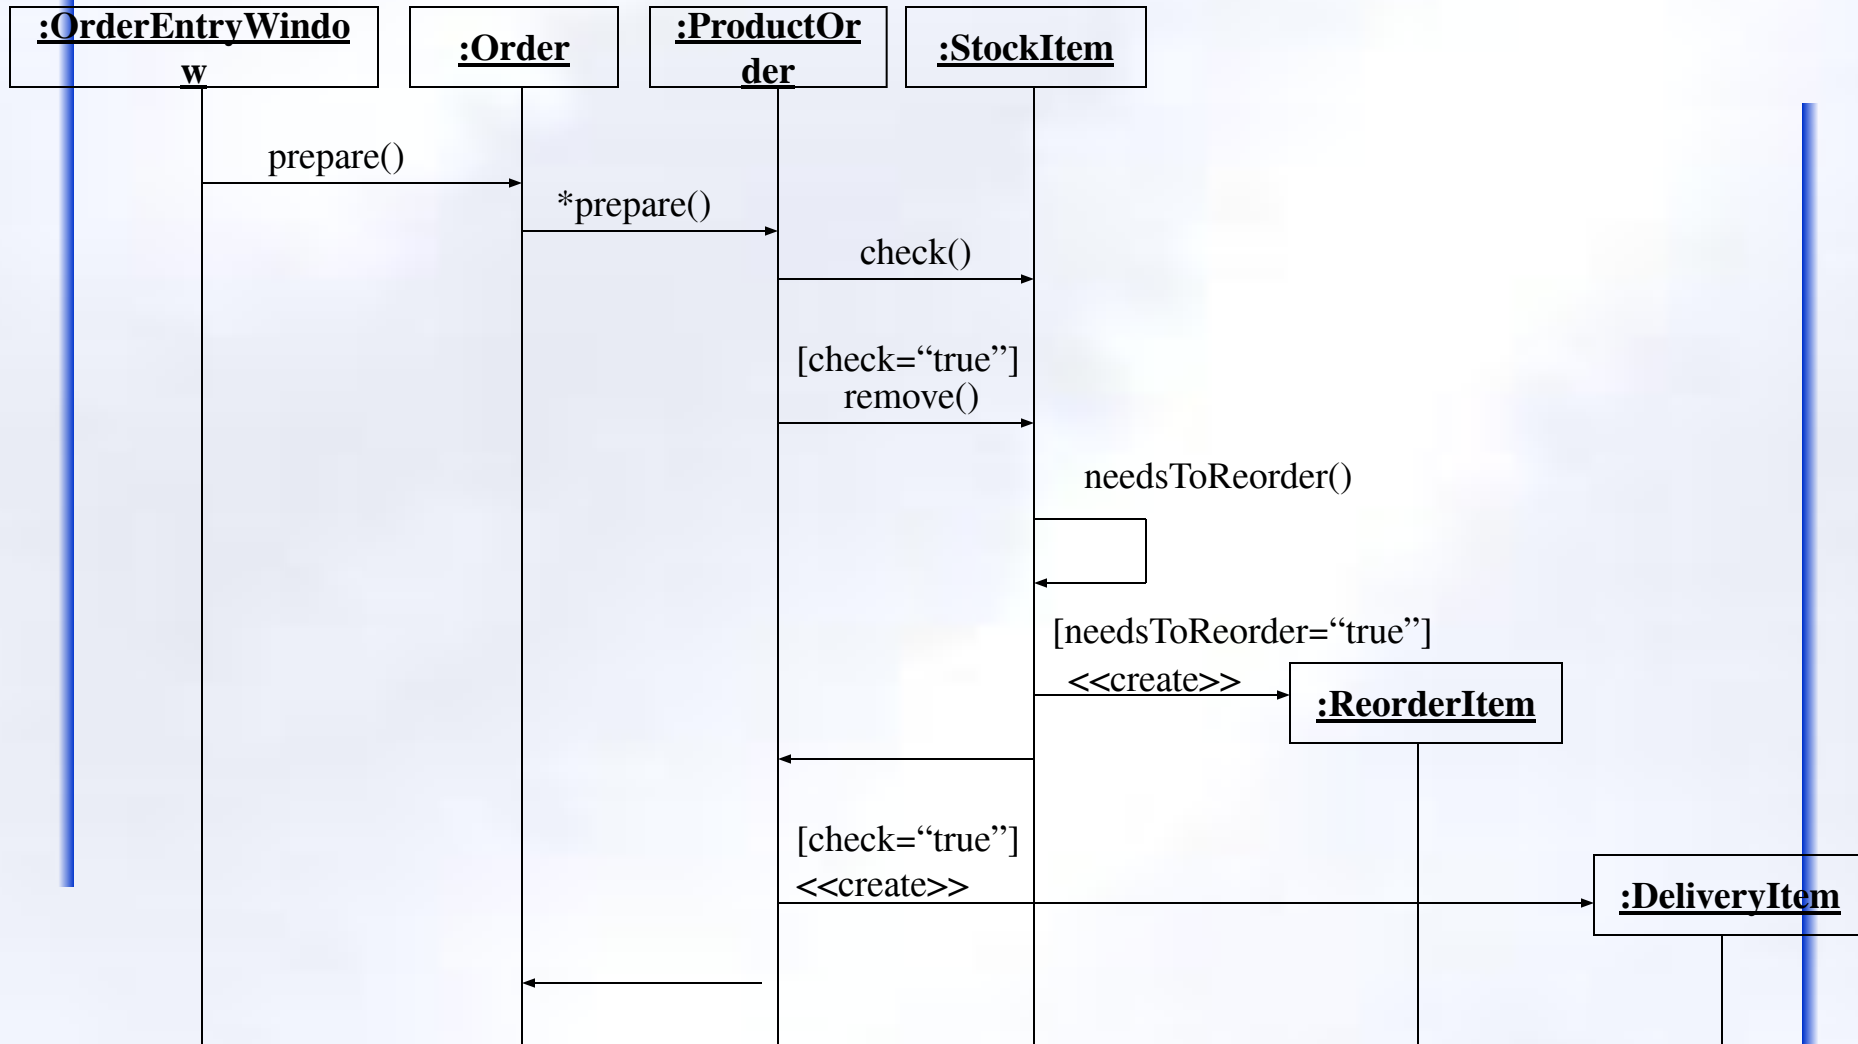 :OrderEntryWindo
w
:Order
:ProductOr
der
:StockItem
prepare()
*prepare()
check()
[check=“true”]
remove()
needsToReorder()
[needsToReorder=“true”]
<<create>>
:ReorderItem
[check=“true”]
<<create>>
:DeliveryItem